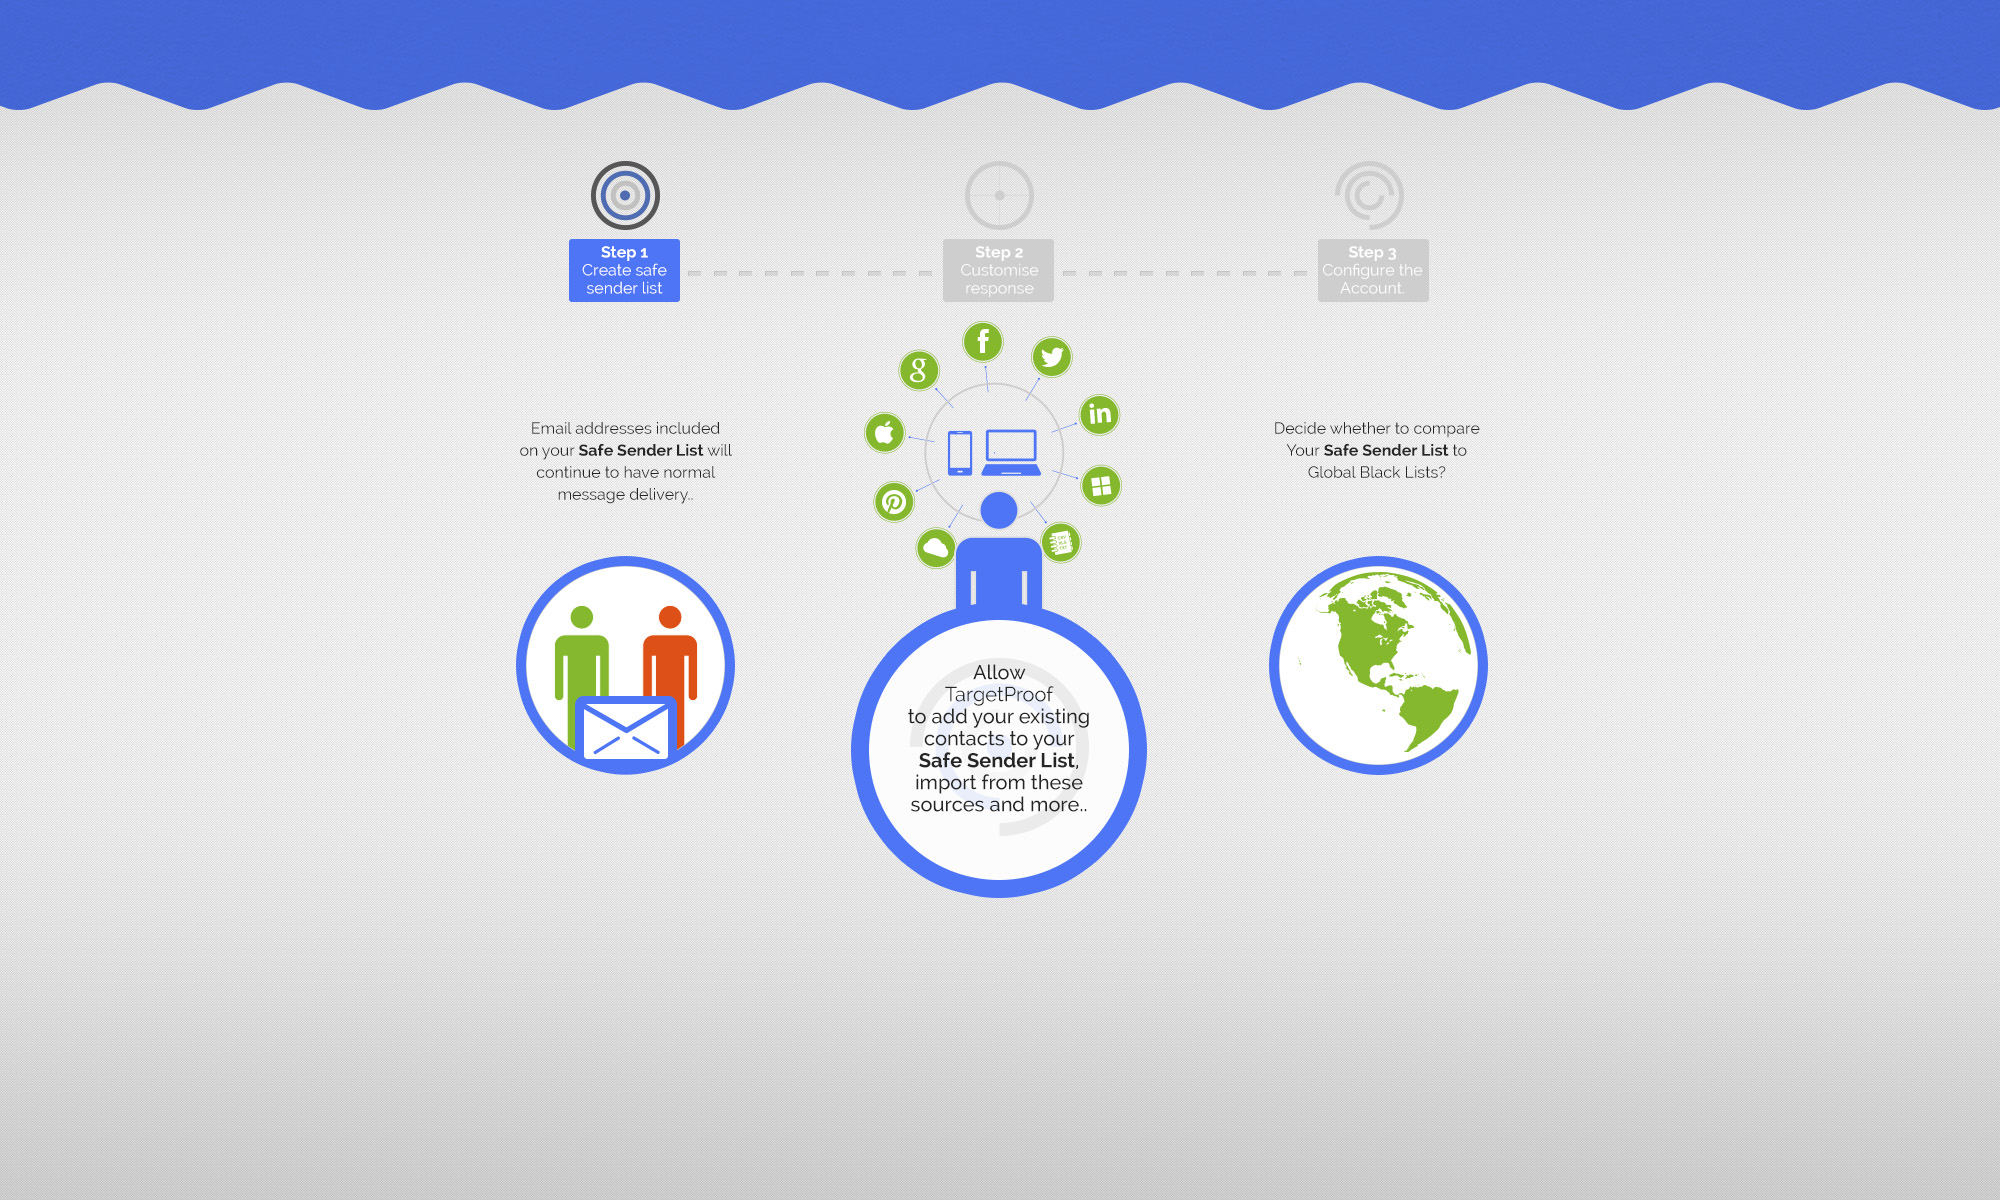 Step 1
Create safe
sender list
Step 2
Customise
response
Step 3
Configure the
Account.
Email addresses included
on your Safe Sender List will
continue to have normal
message delivery..
Allow
TargetProof
to add your existing
contacts to your
Safe Sender List,
import from these
sources and more..
Decide whether to compare
Your Safe Sender List to
Global Black Lists?